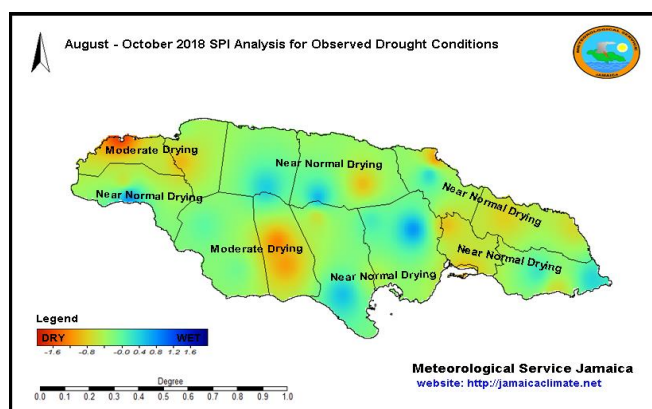 August - October 2018 SPI Analysis for Observed Drought Conditions
METEOROLOGICAL SERVICE
JAMAICA
Moderate Drying
Near Normal Drying
Near Normal Drying
Near Normal Drying
Moderate Drying
Near Normal Drying
Near Normal Drying
Legend
DRY WET
-1.6 -0.8 -0.0 0.4 0.8 1.2 1.6
Meteorological Service Jamaica
website: http://jamaicaclimate.net
Degree
0.0 0.1 0.2 0.3 0.4 0.5 0.6 0.7 0.8 0.9 1.0